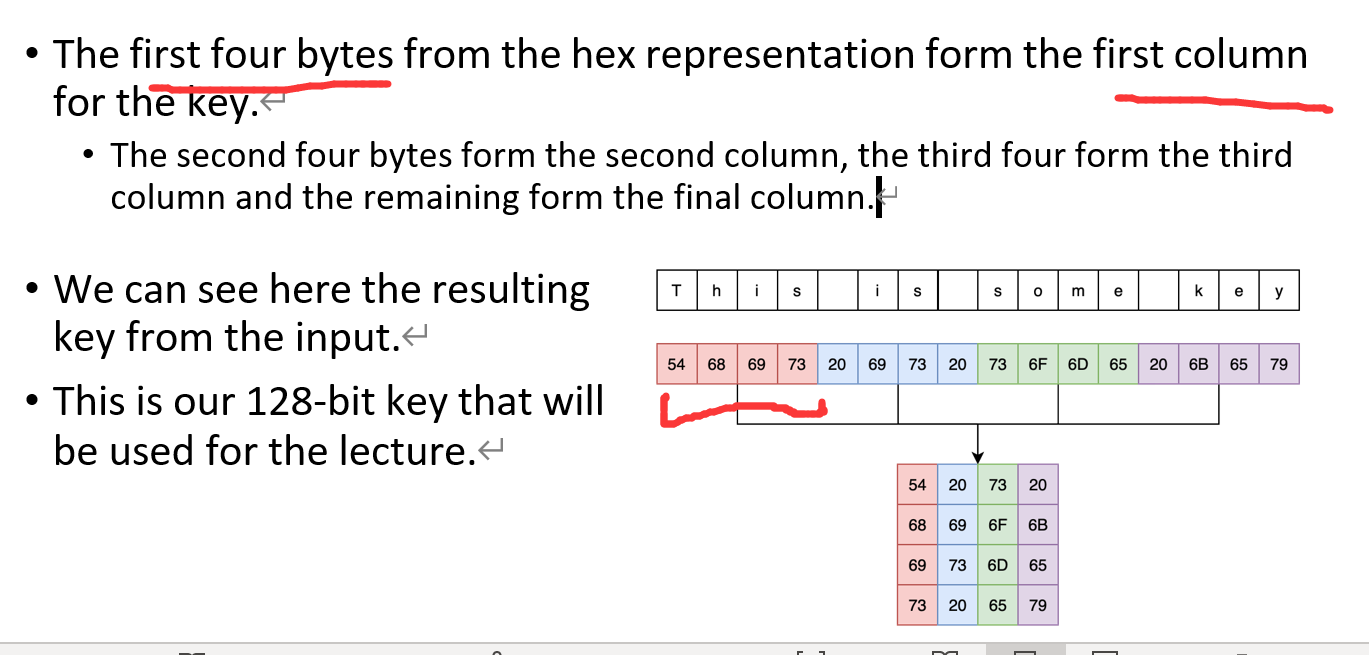 • The first four bytes from the hex representation form the first column
for the key.↵
• The second four bytes form the second column, the third four form the third
column and the remaining form the final column.↵
• We can see here the resulting
key from the input.↵
• This is our 128-bit key that will
be used for the lecture.↵
T h i s i s s o m e k e y
54 68 69 73 20 69 73 20 73 6F 6D 65 20 6B 65 79
54 20 73 20
68 69 6F 6B
69 73 6D 65
73 20 65 79